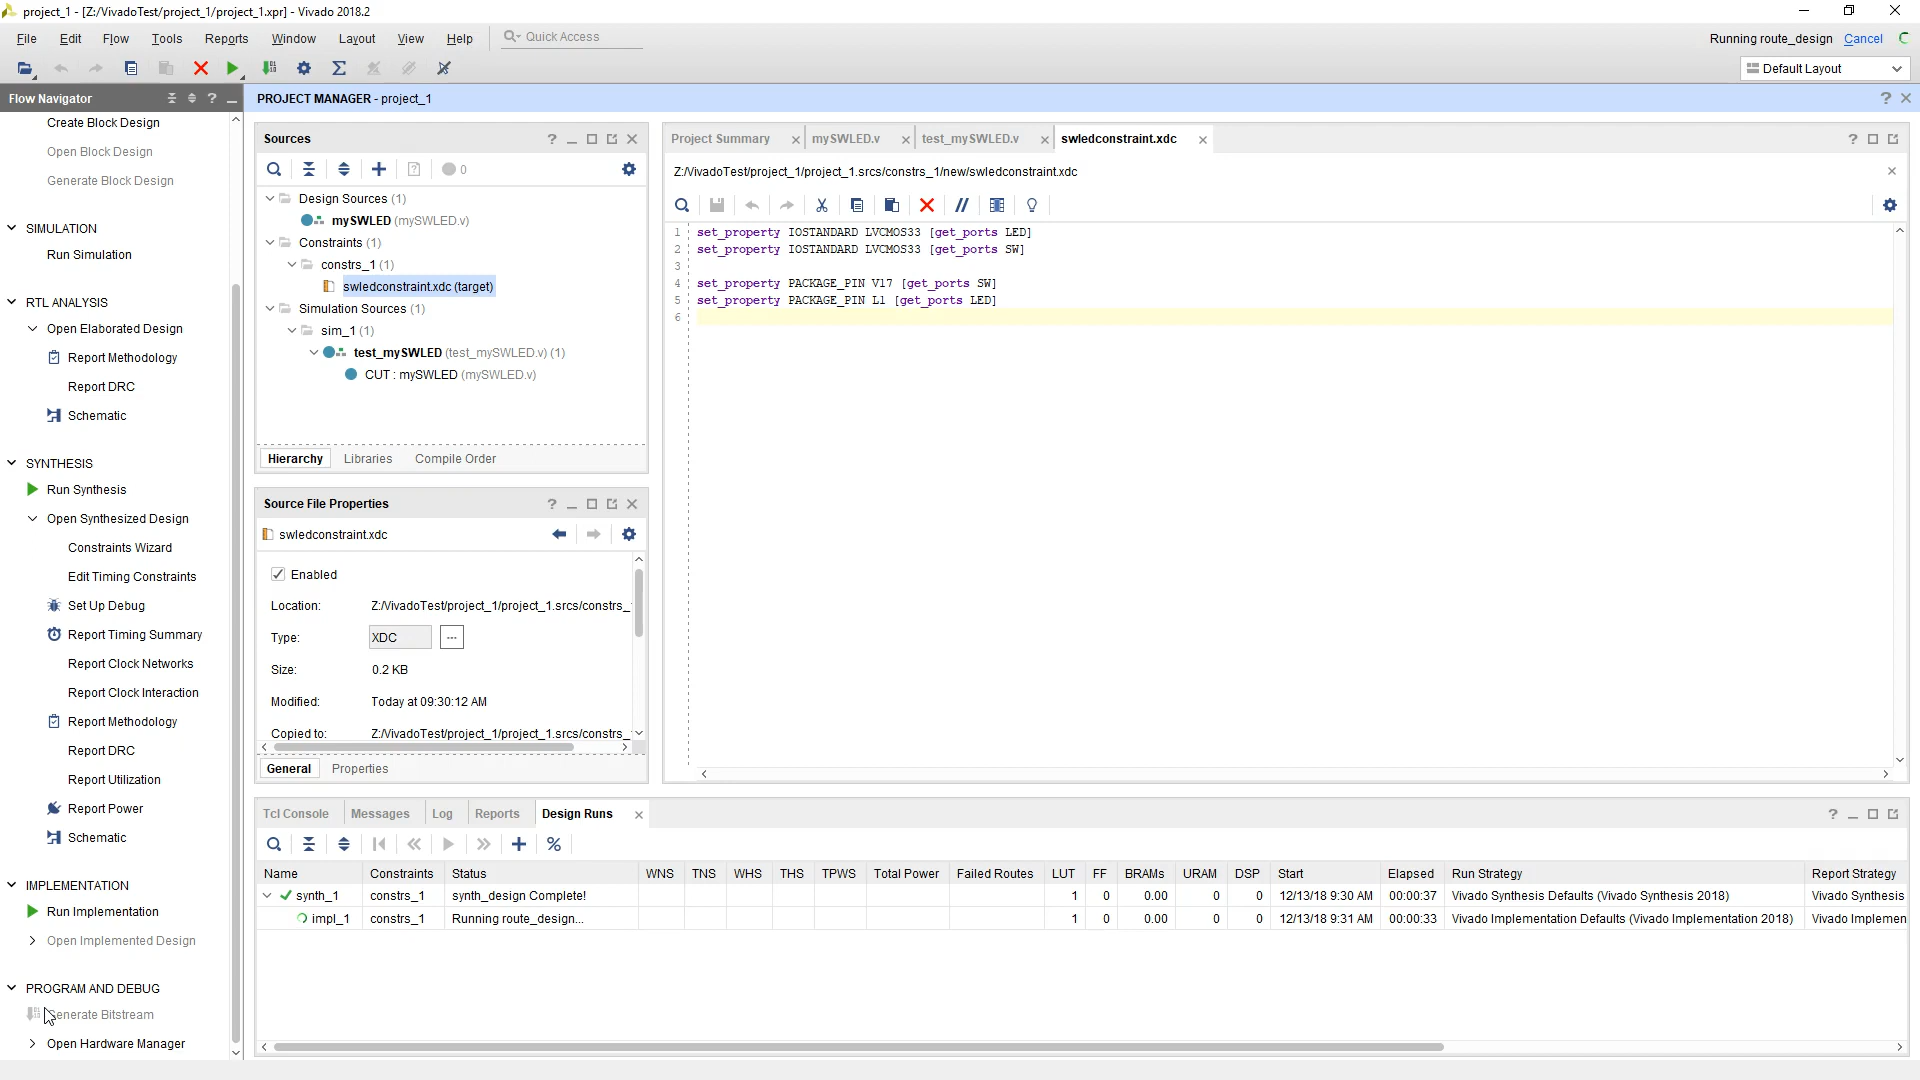 project_1 - [Z:/VivadoTest/project_1/project_1.xpr] - Vivado 2018.2
File Edit Flow Tools Reports Window Layout View Help Quick Access
Running route_design Cancel
Default Layout
Flow Navigator
Create Block Design
Open Block Design
Generate Block Design
SIMULATION
Run Simulation
RTL ANALYSIS
Open Elaborated Design
Report Methodology
Report DRC
Schematic
SYNTHESIS
Run Synthesis
Open Synthesized Design
Constraints Wizard
Edit Timing Constraints
Set Up Debug
Report Timing Summary
Report Clock Networks
Report Clock Interaction
Report Methodology
Report DRC
Report Utilization
Report Power
Schematic
IMPLEMENTATION
Run Implementation
Open Implemented Design
PROGRAM AND DEBUG
Generate Bitstream
Open Hardware Manager
PROJECT MANAGER - project_1
Sources
0
Design Sources (1)
mySWLED (mySWLED.v)
Constraints (1)
constrs_1 (1)
swledconstraint.xdc (target)
Simulation Sources (1)
sim_1 (1)
test_mySWLED (test_mySWLED.v) (1)
CUT : mySWLED (mySWLED.v)
Hierarchy Libraries Compile Order
Source File Properties
swledconstraint.xdc
Enabled
Location: Z:/VivadoTest/project_1/project_1.srcs/constrs_
Type: XDC ...
Size: 0.2 KB
Modified: Today at 09:30:12 AM
Copied to: Z:/VivadoTest/project_1/project_1.srcs/constrs_
General Properties
Project Summary mySWLED.v test_mySWLED.v swledconstraint.xdc
Z:/VivadoTest/project_1/project_1.srcs/constrs_1/new/swledconstraint.xdc
1 set_property IOSTANDARD LVCMOS33 [get_ports LED]
2 set_property IOSTANDARD LVCMOS33 [get_ports SW]
3
4 set_property PACKAGE_PIN V17 [get_ports SW]
5 set_property PACKAGE_PIN L1 [get_ports LED]
6
Tcl Console Messages Log Reports Design Runs
Name Constraints Status WNS TNS WHS THS TPWS Total Power Failed Routes LUT FF BRAMs URAM DSP Start Elapsed Run Strategy Report Strategy
synth_1 constrs_1 synth_design Complete! 1 0 0.00 0 0 12/13/18 9:30 AM 00:00:37 Vivado Synthesis Defaults (Vivado Synthesis 2018) Vivado Synthesis
impl_1 constrs_1 Running route_design... 1 0 0.00 0 0 12/13/18 9:31 AM 00:00:33 Vivado Implementation Defaults (Vivado Implementation 2018) Vivado Implemen